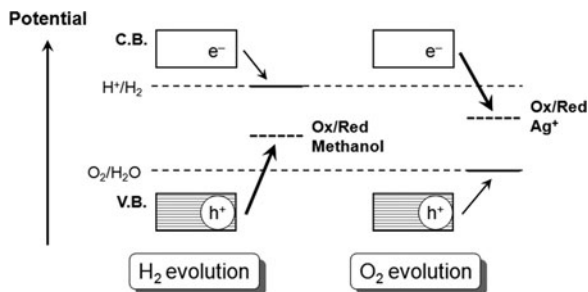 Potential
C.B.
e⁻
e⁻
H⁺/H₂
Ox/Red
Methanol
Ox/Red
Ag⁺
O₂/H₂O
V.B.
h⁺
h⁺
H₂ evolution
O₂ evolution